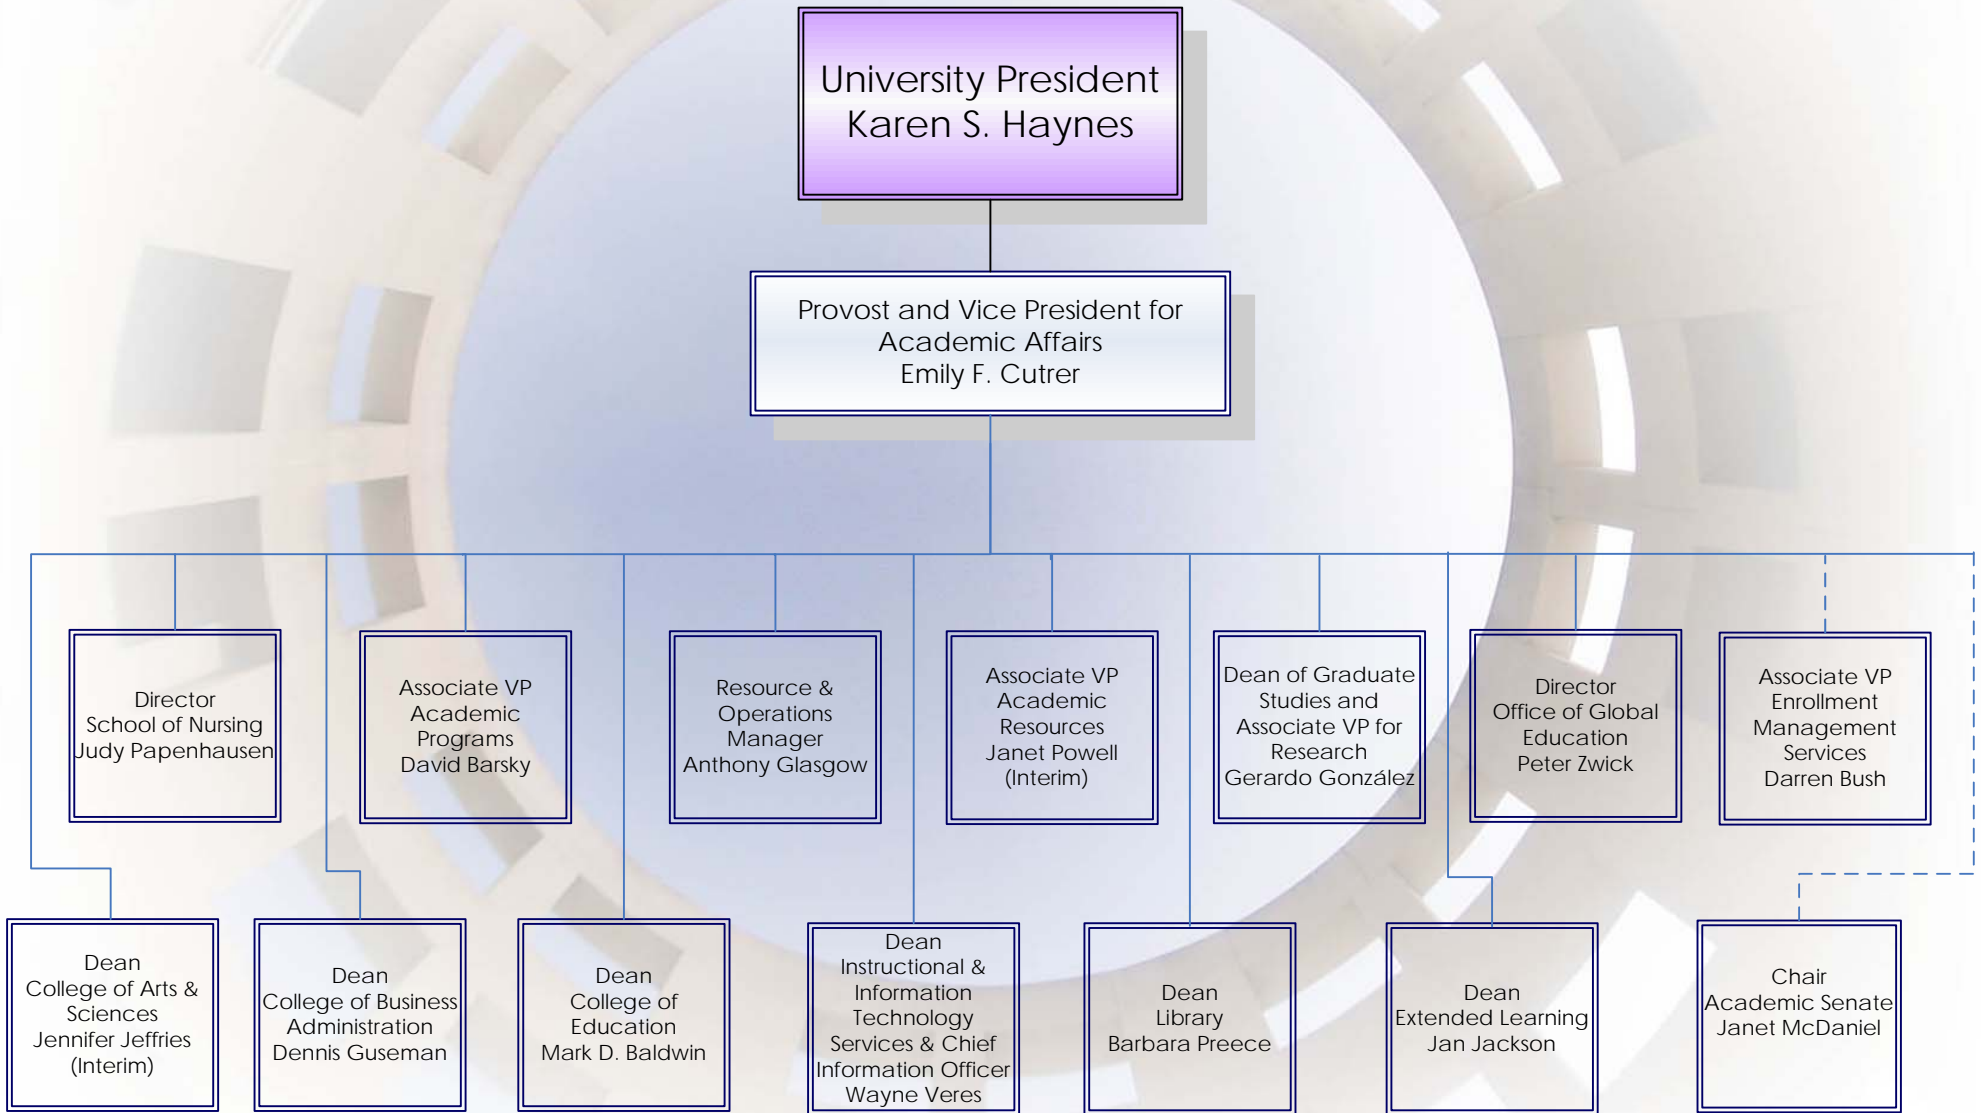 University President
Karen S. Haynes
Provost and Vice President for
Academic Affairs
Emily F. Cutrer
Director
School of Nursing
Judy Papenhausen
Associate VP
Academic
Programs
David Barsky
Resource &
Operations
Manager
Anthony Glasgow
Associate VP
Academic
Resources
Janet Powell
(Interim)
Dean of Graduate
Studies and
Associate VP for
Research
Gerardo González
Director
Office of Global
Education
Peter Zwick
Associate VP
Enrollment
Management
Services
Darren Bush
Dean
College of Arts &
Sciences
Jennifer Jeffries
(Interim)
Dean
College of Business
Administration
Dennis Guseman
Dean
College of
Education
Mark D. Baldwin
Dean
Instructional &
Information
Technology
Services & Chief
Information Officer
Wayne Veres
Dean
Library
Barbara Preece
Dean
Extended Learning
Jan Jackson
Chair
Academic Senate
Janet McDaniel